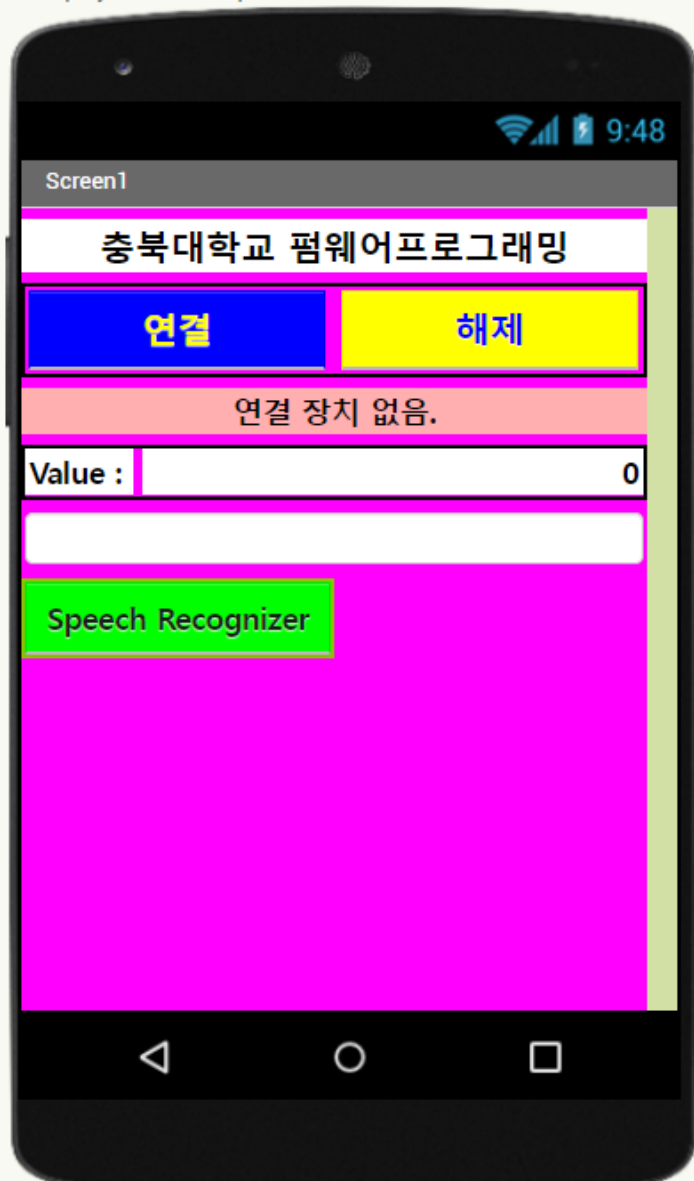 9:48
Screen1
충북대학교 펌웨어프로그래밍
연결 해제
연결 장치 없음.
Value : 0
Speech Recognizer